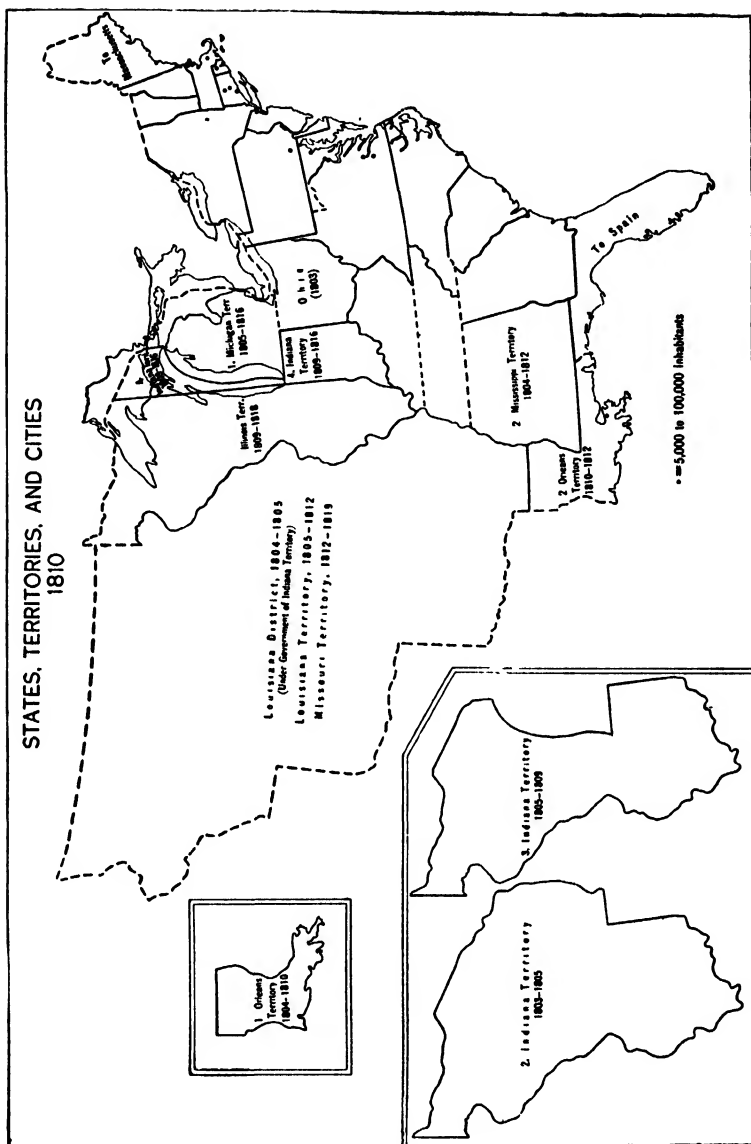 STATES, TERRITORIES, AND CITIES
1810
To
1. Michigan Terr
1805–1816
4. Indiana
Territory
1809–1816
Ohio
(1803)
Illinois Terr.
1809–1818
Louisiana District, 1804–1805
(Under Government of Indiana Territory)
Louisiana Territory, 1805–1812
Missouri Territory, 1812–1819
2 Mississippi Territory
1804–1812
2 Orleans
Territory
1810–1812
To Spain
• =5,000 to 100,000 Inhabitants
1 Orleans
Territory
1804–1810
2. Indiana Territory
1803–1805
3. Indiana Territory
1805–1809